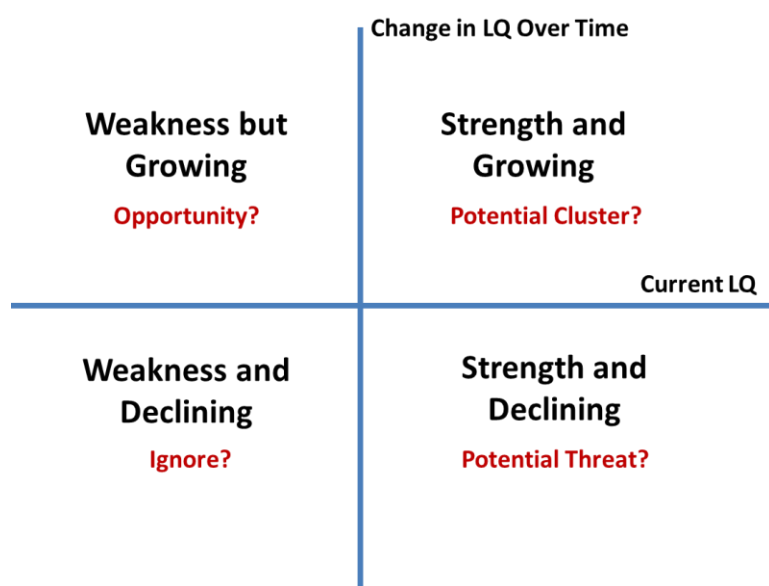 Change in LQ Over Time
Weakness but
Growing
Opportunity?
Strength and
Growing
Potential Cluster?
Current LQ
Weakness and
Declining
Ignore?
Strength and
Declining
Potential Threat?